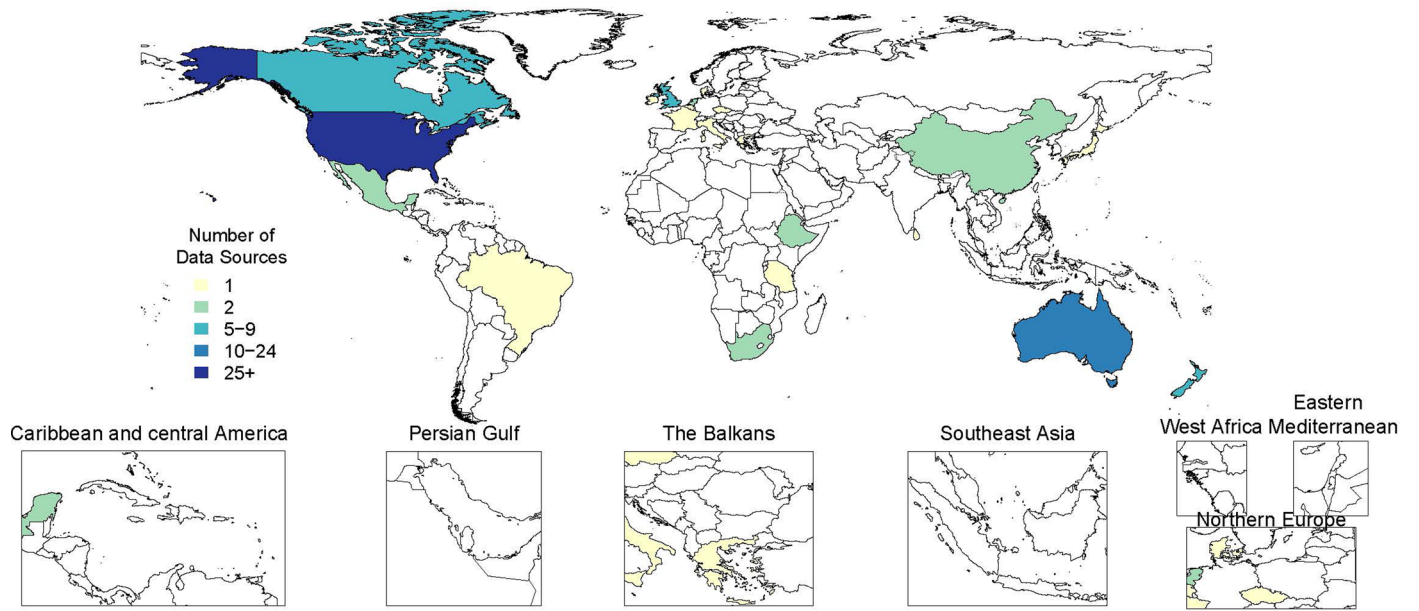 Number of
Data Sources
1
2
5–9
10–24
25+
Caribbean and central America
Persian Gulf
The Balkans
Southeast Asia
West Africa
Eastern
Mediterranean
Northern Europe